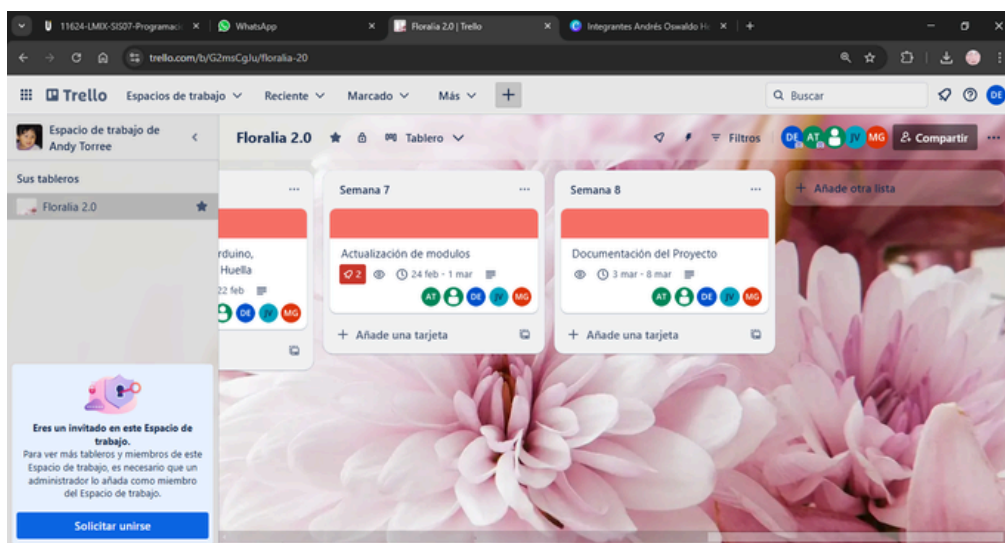 11624-LMIX-SIS07-Programaci
WhatsApp
Floralia 2.0 | Trello
Integrantes Andrés Oswaldo H
trello.com/b/G2msCgJu/floralia-20
Trello
Espacios de trabajo
Reciente
Marcado
Más
Buscar
DE
Espacio de trabajo de
Andy Torree
Floralia 2.0
Tablero
Filtros
DE AT JV MG
Compartir
Sus tableros
Floralia 2.0
rduino,
Huella
22 feb
DE JV MG
Semana 7
Actualización de modulos
2 24 feb - 1 mar
AT DE JV MG
Añade una tarjeta
Semana 8
Documentación del Proyecto
3 mar - 8 mar
AT DE JV MG
Añade una tarjeta
Añade otra lista
Eres un invitado en este Espacio de
trabajo.
Para ver más tableros y miembros de este
Espacio de trabajo, es necesario que un
administrador lo añada como miembro
del Espacio de trabajo.
Solicitar unirse